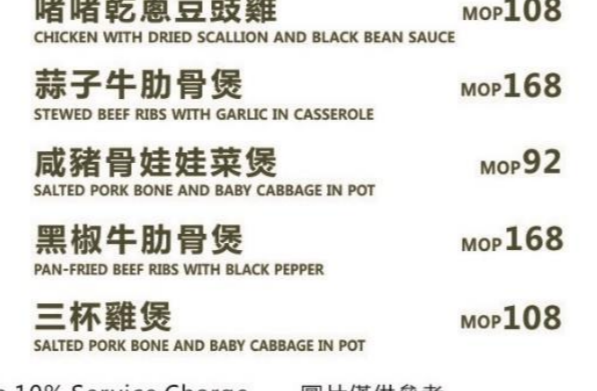 啫啫乾蔥豆豉雞 MOP108
CHICKEN WITH DRIED SCALLION AND BLACK BEAN SAUCE
蒜子牛肋骨煲 MOP168
STEWED BEEF RIBS WITH GARLIC IN CASSEROLE
咸豬骨娃娃菜煲 MOP92
SALTED PORK BONE AND BABY CABBAGE IN POT
黑椒牛肋骨煲 MOP168
PAN-FRIED BEEF RIBS WITH BLACK PEPPER
三杯雞煲 MOP108
SALTED PORK BONE AND BABY CABBAGE IN POT
10% Service Charge 圖片僅供參考